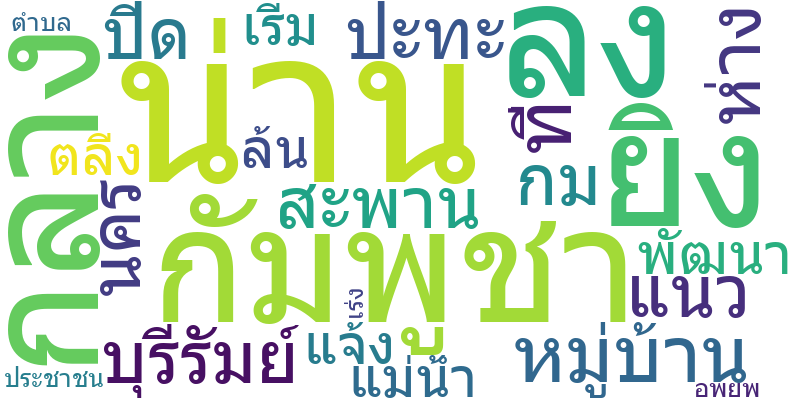 ตำบล
ปิด
เริ่ม
ปะทะ
ลง
ห่าง
กลาง
น่าน
ที่
ตลิ่ง
ล้น
ยิง
กม
นคร
สะพาน
กัมพูชา
พัฒนา
แนว
เร่ง
บุรีรัมย์
แจ้ง
หมู่บ้าน
ประชาชน
แม่น้ำ
อพยพ